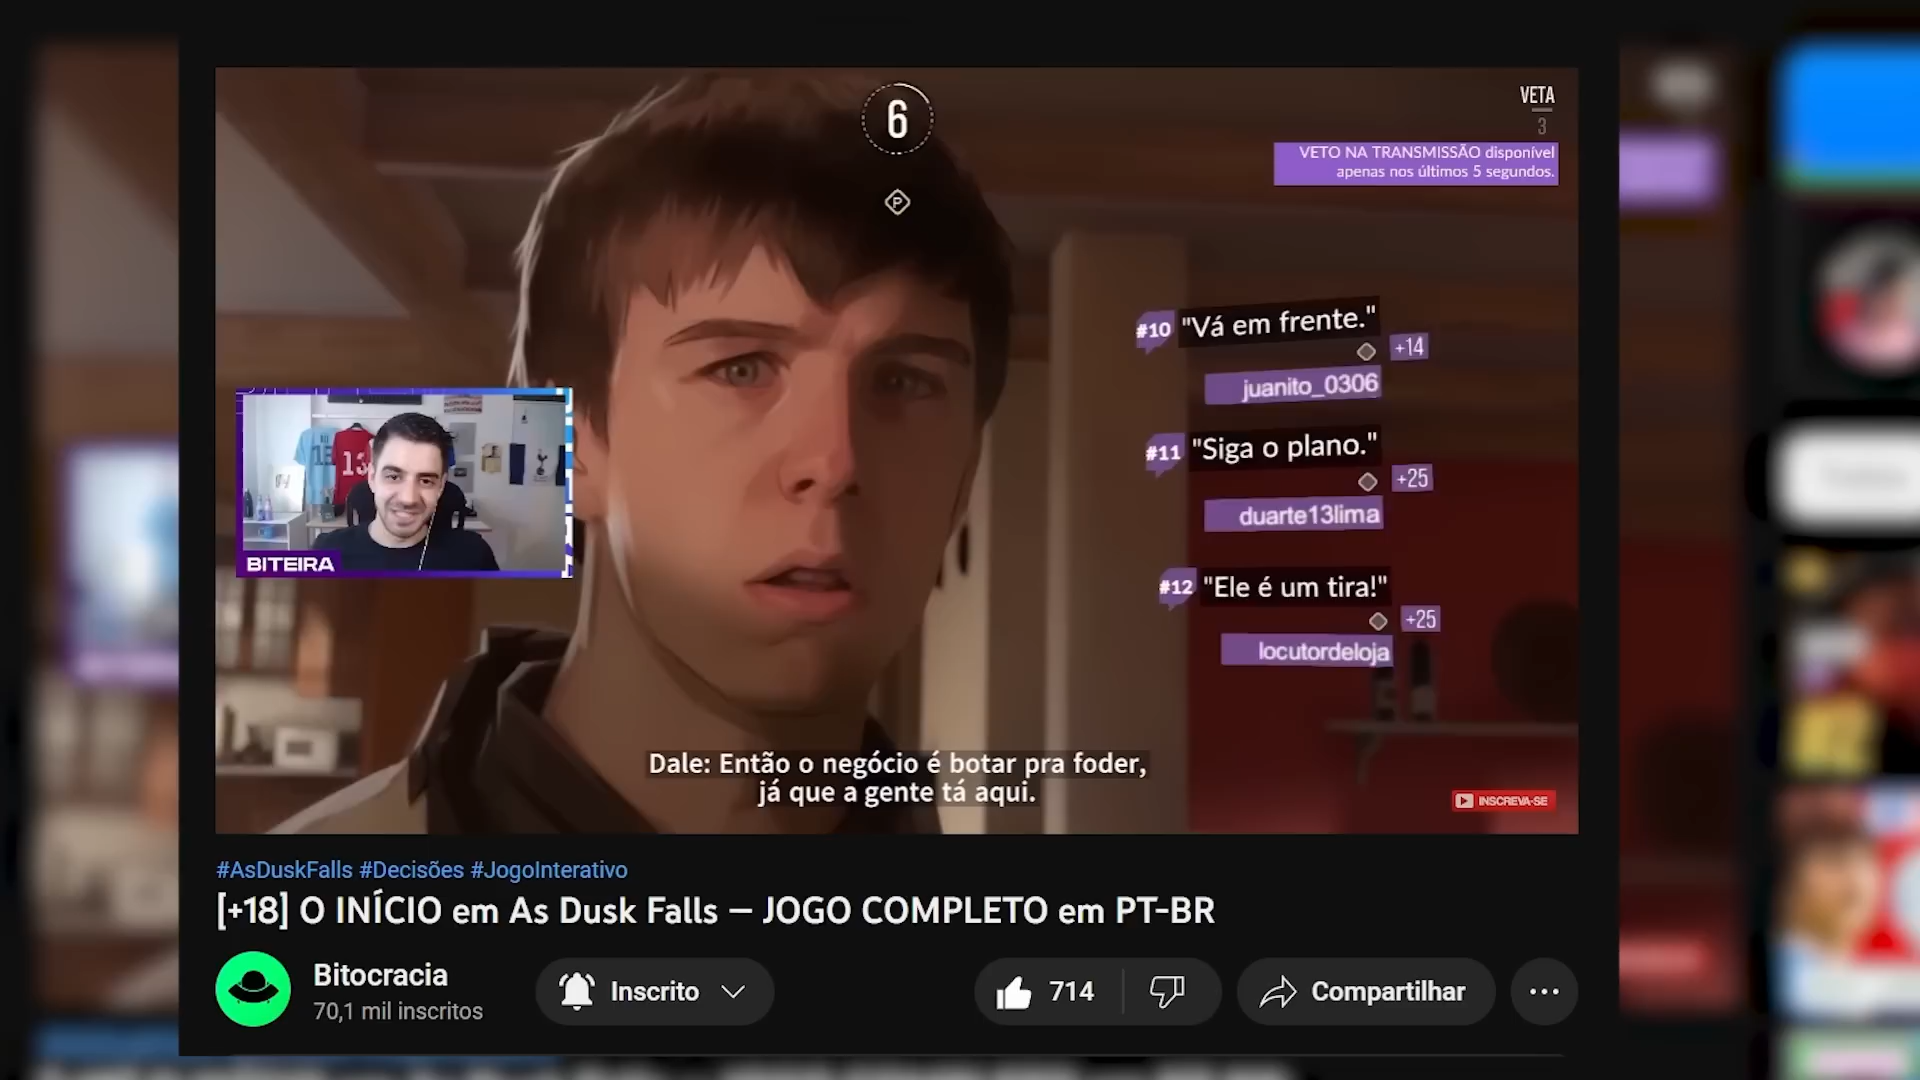 6
VETA
3
VETO NA TRANSMISSÃO disponível
apenas nos últimos 5 segundos.
P
#10 "Vá em frente."
+14
juanito_0306
#11 "Siga o plano."
+25
duarte13lima
#12 "Ele é um tira!"
+25
locutordeloja
13
BITEIRA
Dale: Então o negócio é botar pra foder,
já que a gente tá aqui.
INSCREVA-SE
#AsDuskFalls #Decisões #JogoInterativo
[+18] O INÍCIO em As Dusk Falls — JOGO COMPLETO em PT-BR
Bitocracia
70,1 mil inscritos
Inscrito
714
Compartilhar